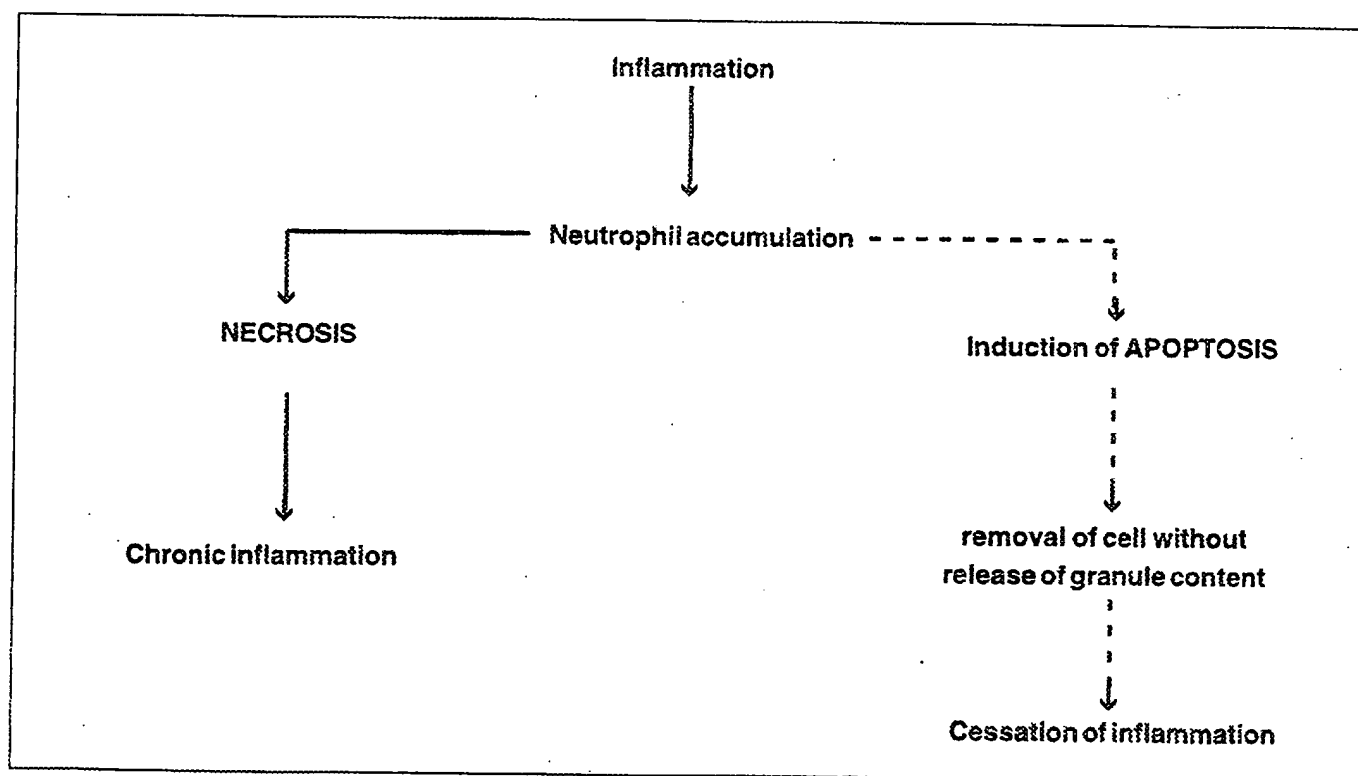 Inflammation
Neutrophil accumulation
NECROSIS
Induction of APOPTOSIS
Chronic inflammation
removal of cell without
release of granule content
Cessation of inflammation